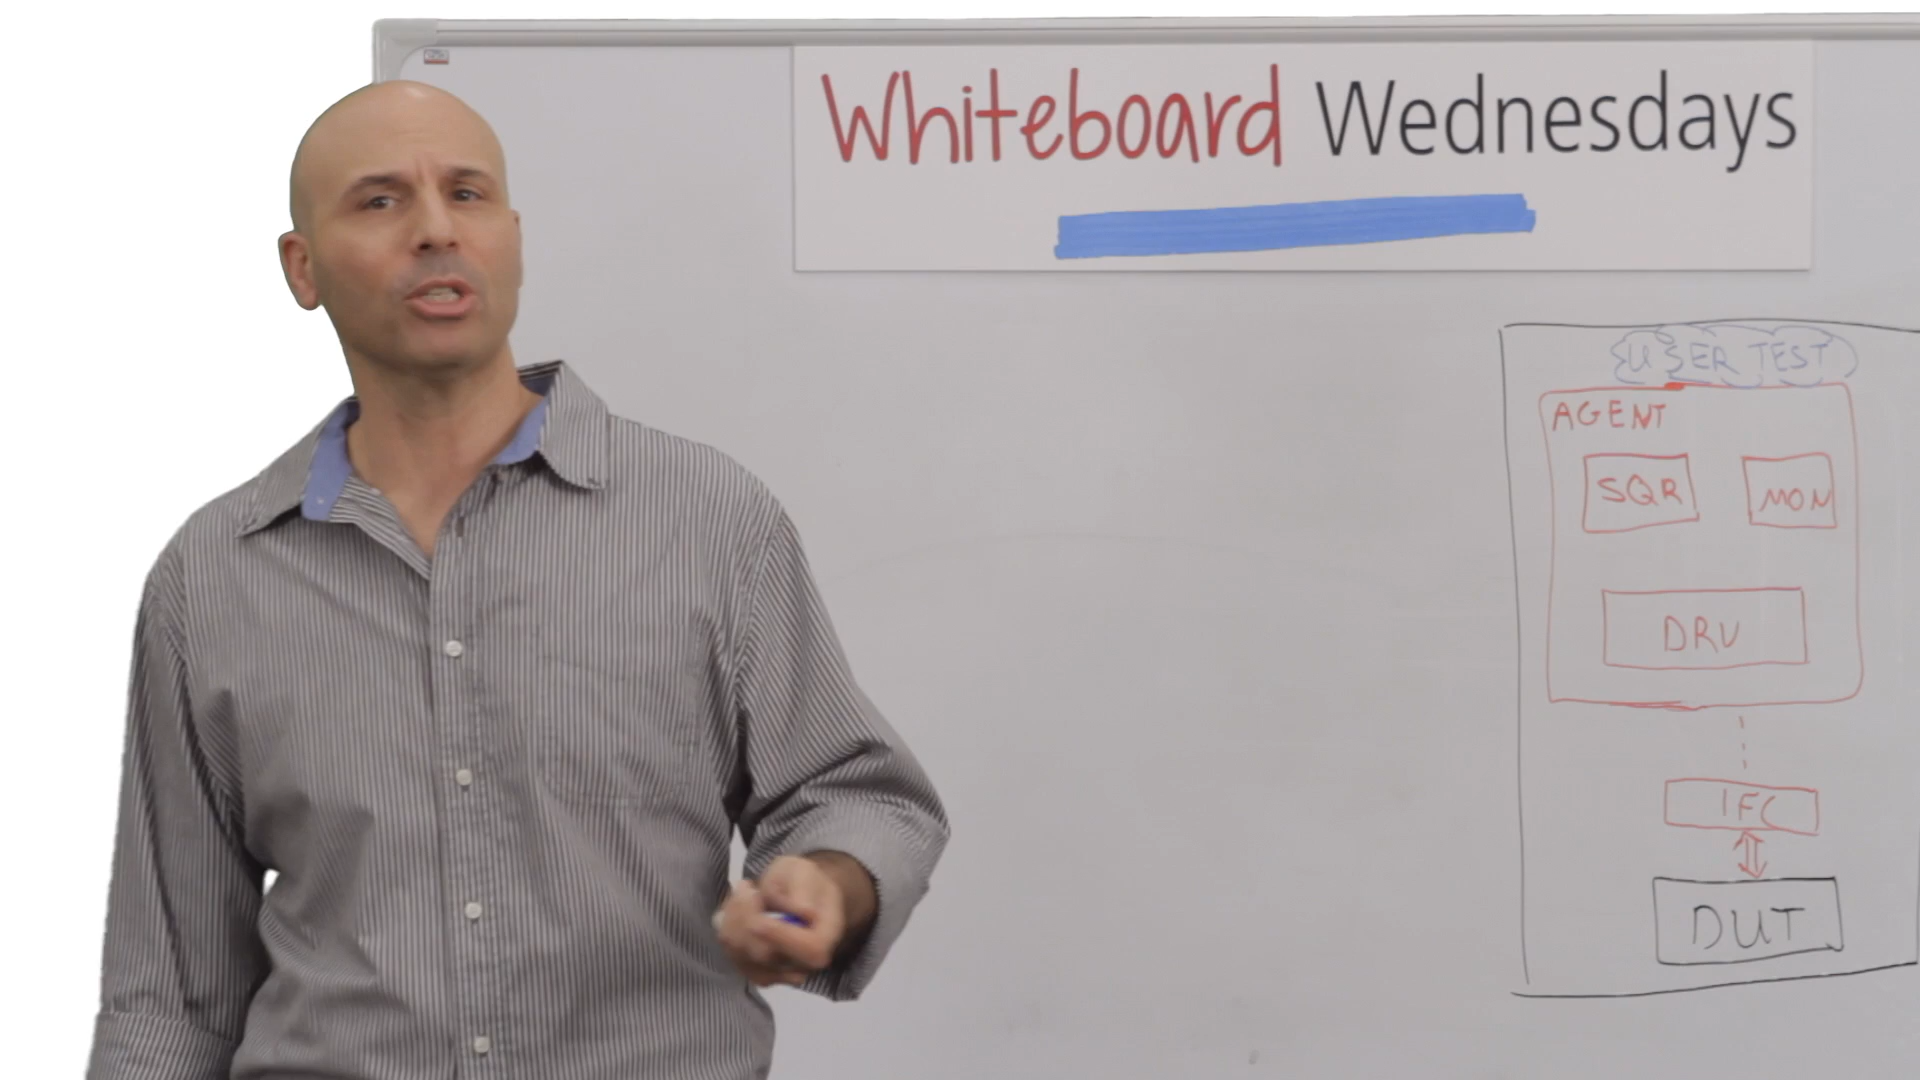 Whiteboard Wednesdays
USER TEST
AGENT
SQR
MON
DRV
IFC
DUT